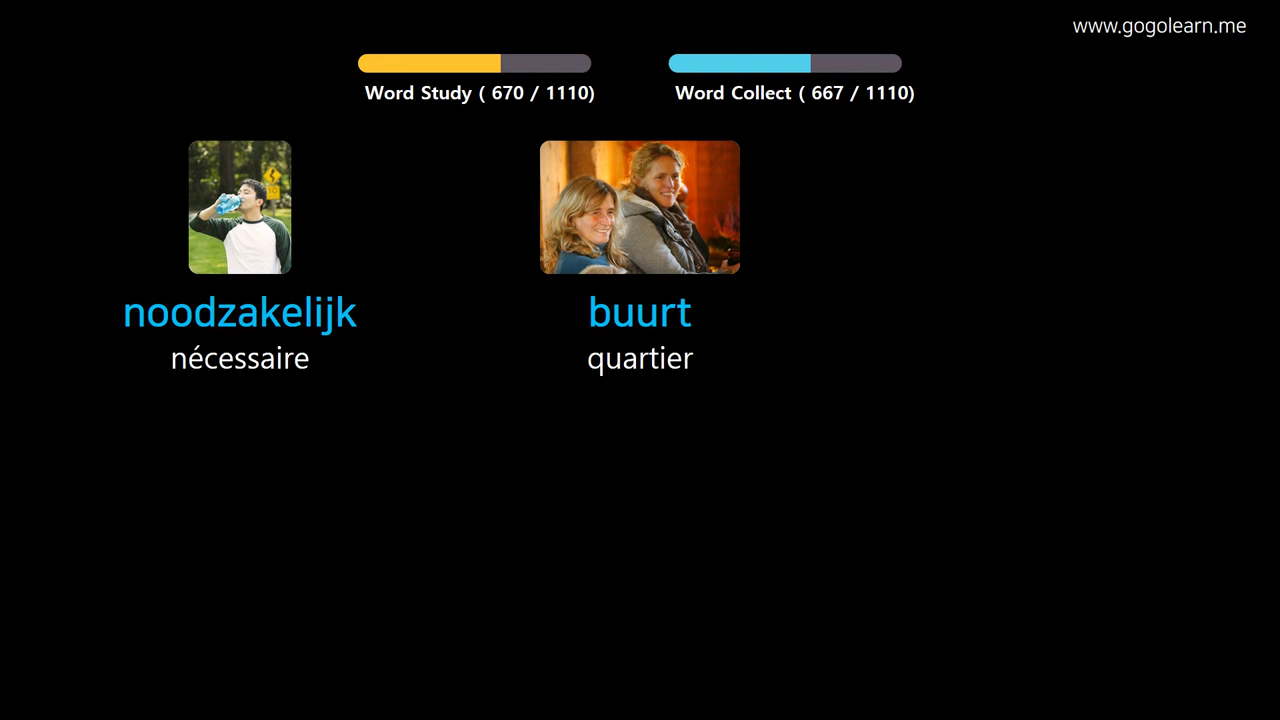 www.gogolearn.me
Word Study ( 670 / 1110)
Word Collect ( 667 / 1110)
noodzakelijk
nécessaire
buurt
quartier